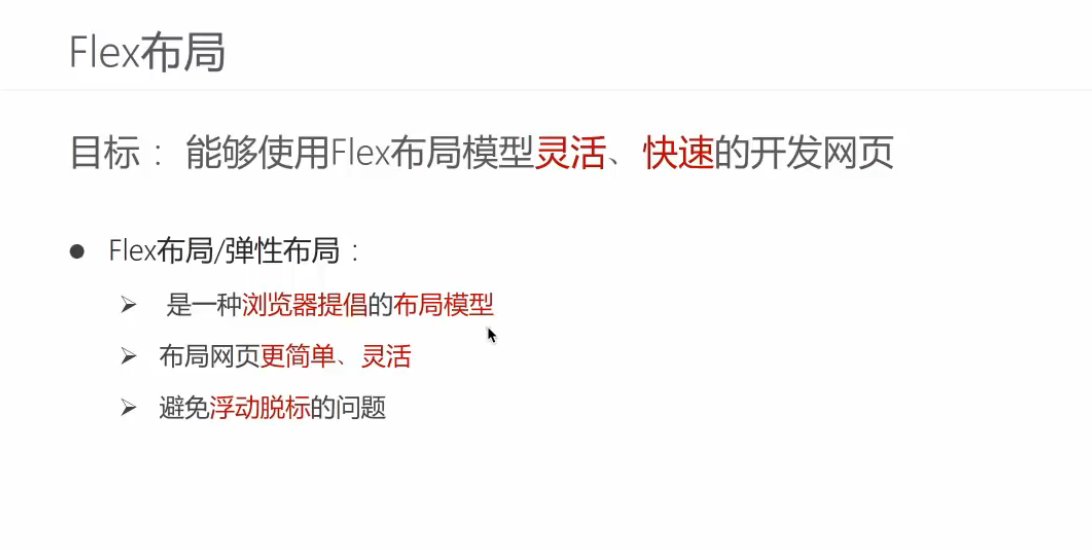 Flex布局
目标： 能够使用Flex布局模型灵活、快速的开发网页
● Flex布局/弹性布局：
➢ 是一种浏览器提倡的布局模型
➢ 布局网页更简单、灵活
➢ 避免浮动脱标的问题